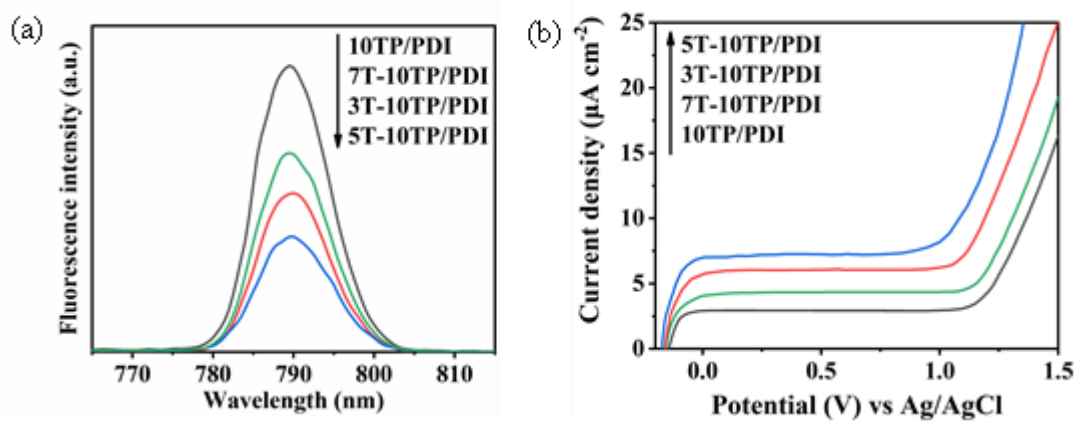 (a)
Fluorescence intensity (a.u.)
10TP/PDI
7T-10TP/PDI
3T-10TP/PDI
5T-10TP/PDI
770 780 790 800 810
Wavelength (nm)
(b)
Current density (µA cm⁻²)
25
20
15
10
5
0
5T-10TP/PDI
3T-10TP/PDI
7T-10TP/PDI
10TP/PDI
0.0 0.5 1.0 1.5
Potential (V) vs Ag/AgCl